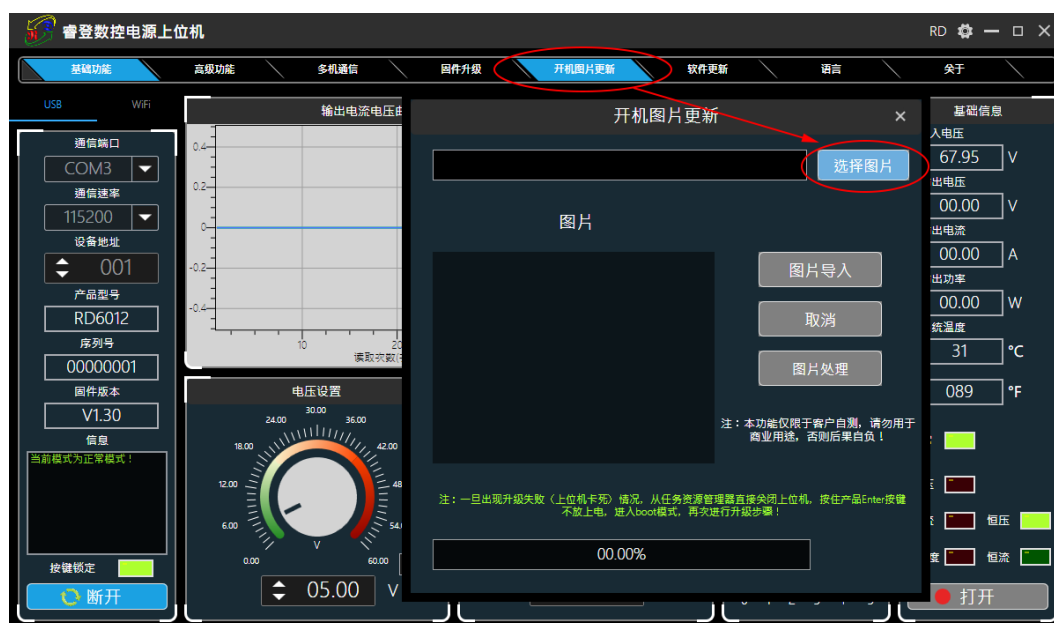 睿登数控电源上位机
RD
基础功能
高级功能
多机通信
固件升级
开机图片更新
软件更新
语言
关于
USB
WiFi
通信端口
COM3
通信速率
115200
设备地址
001
产品型号
RD6012
序列号
00000001
固件版本
V1.30
信息
当前模式为正常模式！
按键锁定
断开
输出电流电压曲
0.4
0.2
0
-0.2
-0.4
10
20
读取次数(
电压设置
0.00
6.00
12.00
18.00
24.00
30.00
36.00
42.00
48
54.0
60.00
V
05.00
V
开机图片更新
×
选择图片
图片
图片导入
取消
图片处理
注：本功能仅限于客户自测，请勿用于
商业用途，否则后果自负！
注：一旦出现升级失败（上位机卡死）情况，从任务资源管理器直接关闭上位机，按住产品Enter按键
不放上电，进入boot模式，再次进行升级步骤！
00.00%
基础信息
入电压
67.95
V
出电压
00.00
V
出电流
00.00
A
出功率
00.00
W
统温度
31
°C
089
°F
恒压
度
恒流
打开